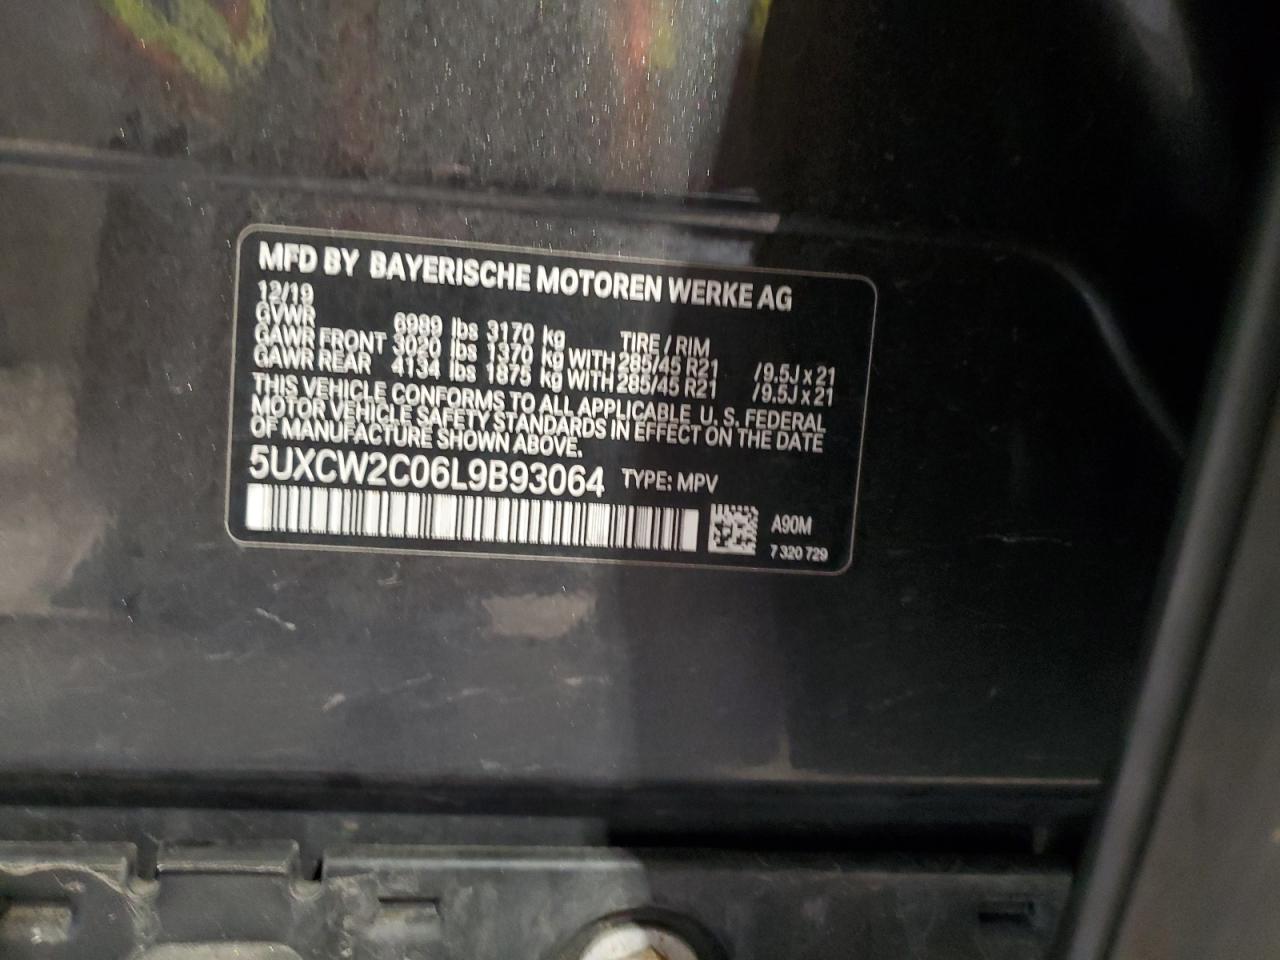 MFD BY BAYERISCHE MOTOREN WERKE AG
12/19
GVWR 6989 lbs 3170 kg TIRE / RIM
GAWR FRONT 3020 lbs 1370 kg WITH 285/45 R21 /9.5J x 21
GAWR REAR 4134 lbs 1875 kg WITH 285/45 R21 /9.5J x 21
THIS VEHICLE CONFORMS TO ALL APPLICABLE U. S. FEDERAL
MOTOR VEHICLE SAFETY STANDARDS IN EFFECT ON THE DATE
OF MANUFACTURE SHOWN ABOVE.
5UXCW2C06L9B93064 TYPE: MPV
A90M
7 320 729